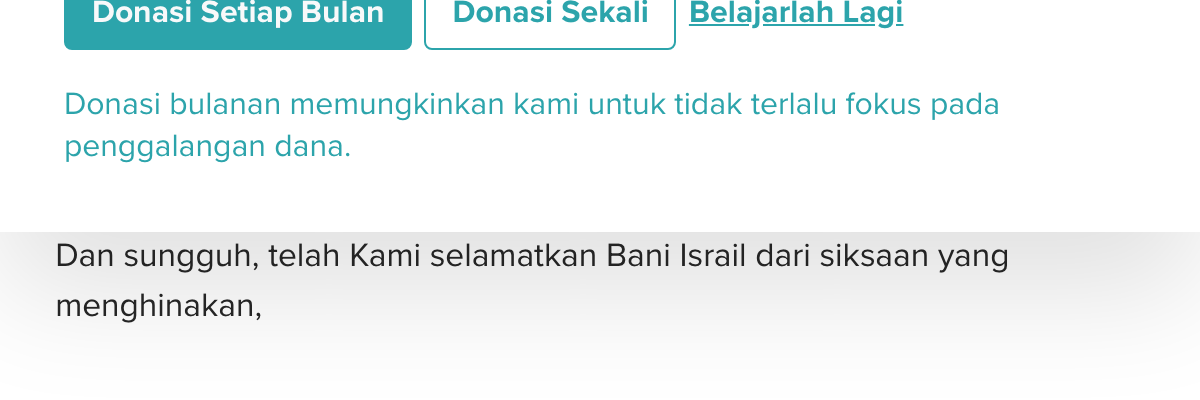 Donasi Setiap Bulan Donasi Sekali Belajarlah Lagi
Donasi bulanan memungkinkan kami untuk tidak terlalu fokus pada
penggalangan dana.
Dan sungguh, telah Kami selamatkan Bani Israil dari siksaan yang
menghinakan,